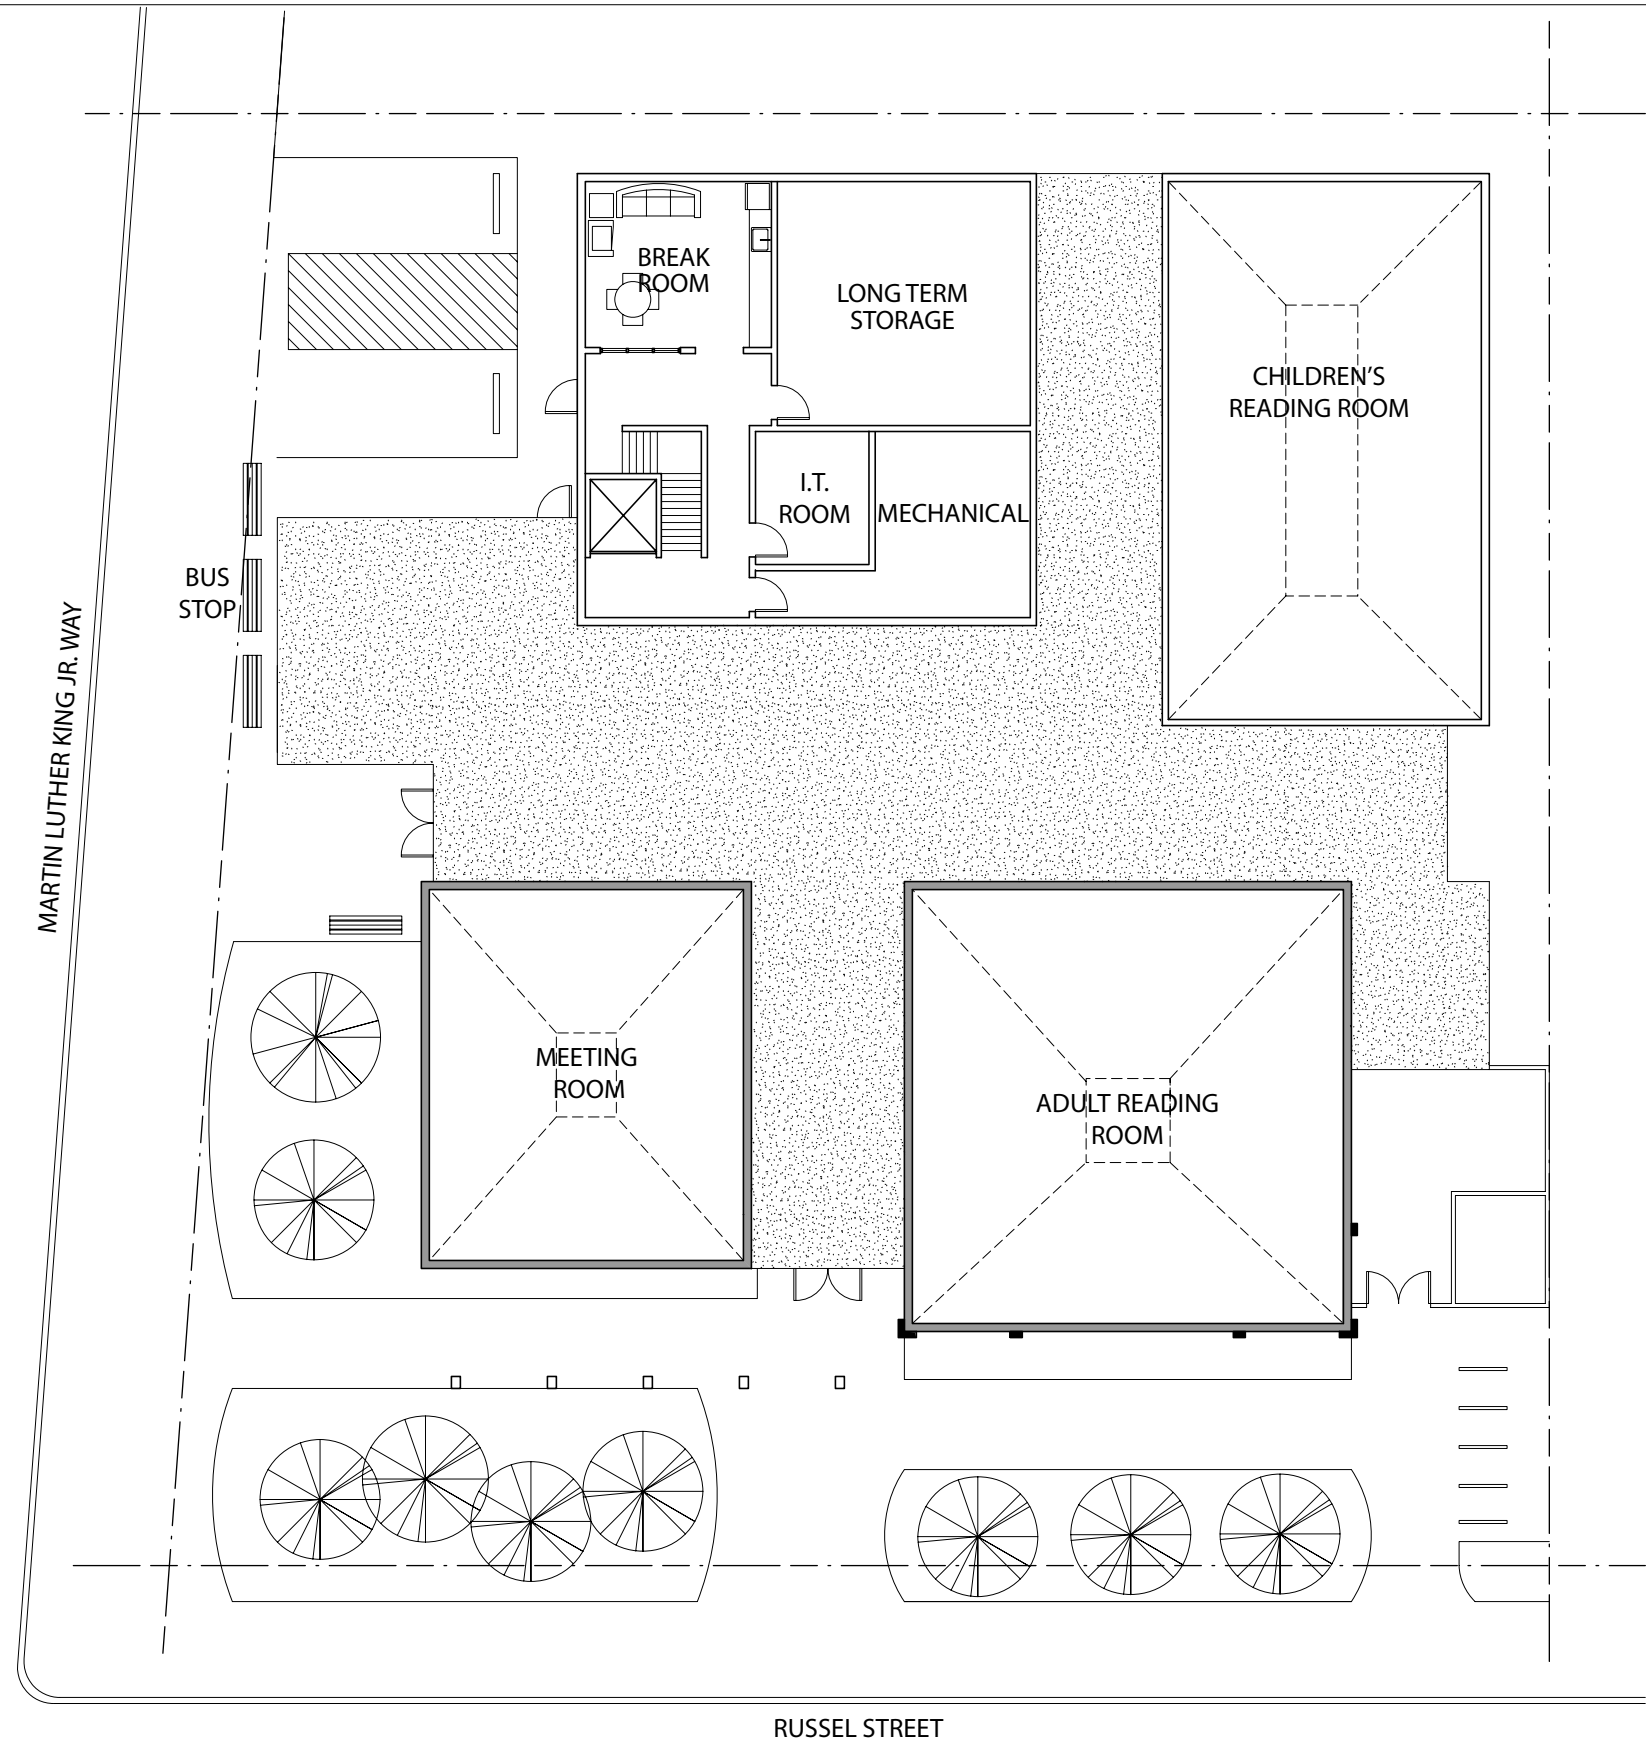 BREAK
ROOM
LONG TERM
STORAGE
CHILDREN'S
READING ROOM
I.T.
ROOM
MECHANICAL
BUS
STOP
MARTIN LUTHER KING JR. WAY
MEETING
ROOM
ADULT READING
ROOM
RUSSEL STREET